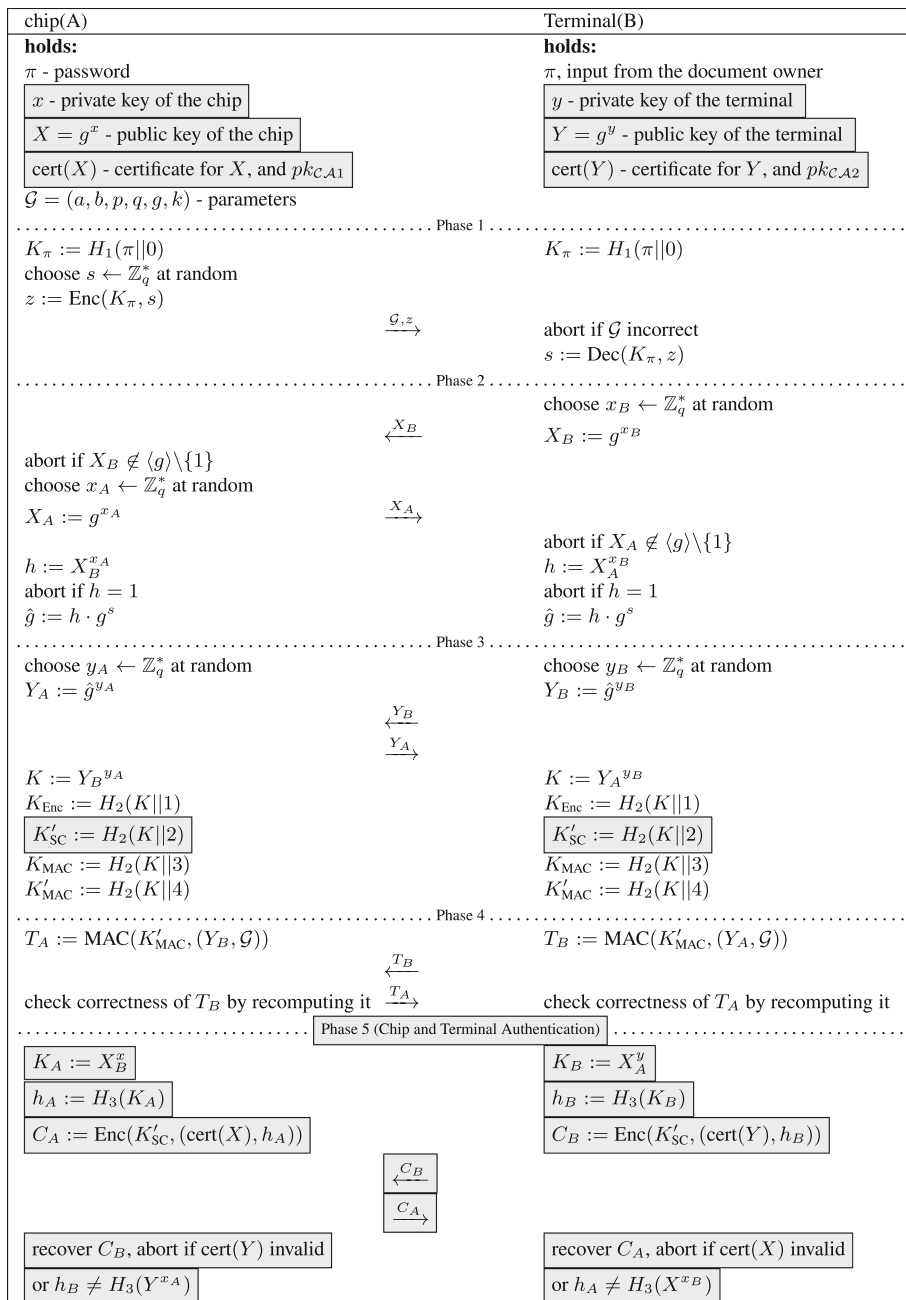 chip(A) Terminal(B)
holds: holds:
π - password π, input from the document owner
x - private key of the chip y - private key of the terminal
X = g^x - public key of the chip Y = g^y - public key of the terminal
cert(X) - certificate for X, and pk_{CA1} cert(Y) - certificate for Y, and pk_{CA2}
G = (a, b, p, q, g, k) - parameters
Phase 1
K_π := H_1(π||0) K_π := H_1(π||0)
choose s ← Z_q^* at random
z := Enc(K_π, s)
G,z
→ abort if G incorrect
s := Dec(K_π, z)
Phase 2
choose x_B ← Z_q^* at random
X_B
← X_B := g^{x_B}
abort if X_B ∉ ⟨g⟩\{1}
choose x_A ← Z_q^* at random
X_A := g^{x_A} X_A
→
abort if X_A ∉ ⟨g⟩\{1}
h := X_B^{x_A} h := X_A^{x_B}
abort if h = 1 abort if h = 1
ĝ := h · g^s ĝ := h · g^s
Phase 3
choose y_A ← Z_q^* at random choose y_B ← Z_q^* at random
Y_A := ĝ^{y_A} Y_B := ĝ^{y_B}
Y_B
←
Y_A
→
K := Y_B^{y_A} K := Y_A^{y_B}
K_Enc := H_2(K||1) K_Enc := H_2(K||1)
K'_SC := H_2(K||2) K'_SC := H_2(K||2)
K_MAC := H_2(K||3) K_MAC := H_2(K||3)
K'_MAC := H_2(K||4) K'_MAC := H_2(K||4)
Phase 4
T_A := MAC(K'_MAC, (Y_B, G)) T_B := MAC(K'_MAC, (Y_A, G))
T_B
←
check correctness of T_B by recomputing it T_A → check correctness of T_A by recomputing it
Phase 5 (Chip and Terminal Authentication)
K_A := X_B^x K_B := X_A^y
h_A := H_3(K_A) h_B := H_3(K_B)
C_A := Enc(K'_SC, (cert(X), h_A)) C_B := Enc(K'_SC, (cert(Y), h_B))
C_B
←
C_A
→
recover C_B, abort if cert(Y) invalid recover C_A, abort if cert(X) invalid
or h_B ≠ H_3(Y^{x_A}) or h_A ≠ H_3(X^{x_B})